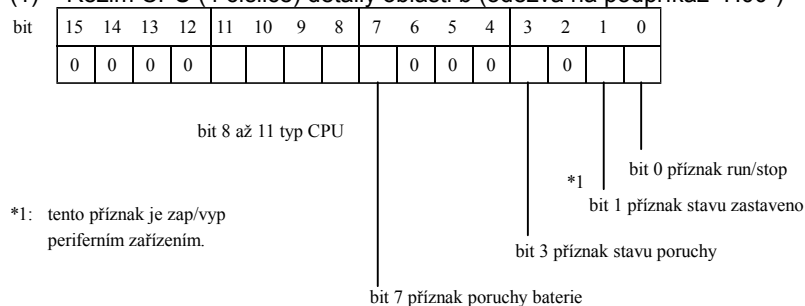 bit 15 14 13 12 11 10 9 8 7 6 5 4 3 2 1 0
0 0 0 0 0 0 0 0
bit 8 až 11 typ CPU
bit 0 příznak run/stop
*1
bit 1 příznak stavu zastaveno
*1: tento příznak je zap/vyp
periferním zařízením.
bit 3 příznak stavu poruchy
bit 7 příznak poruchy baterie